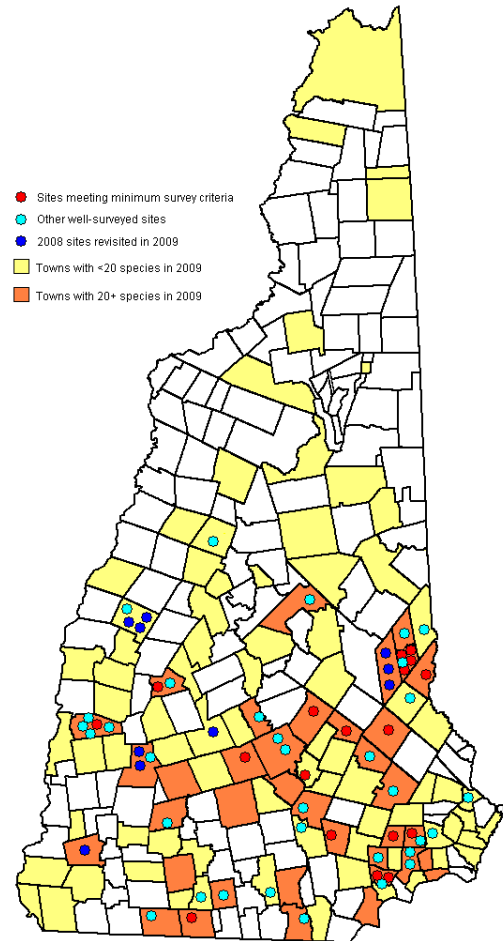 Sites meeting minimum survey criteria
Other well-surveyed sites
2008 sites revisited in 2009
Towns with <20 species in 2009
Towns with 20+ species in 2009